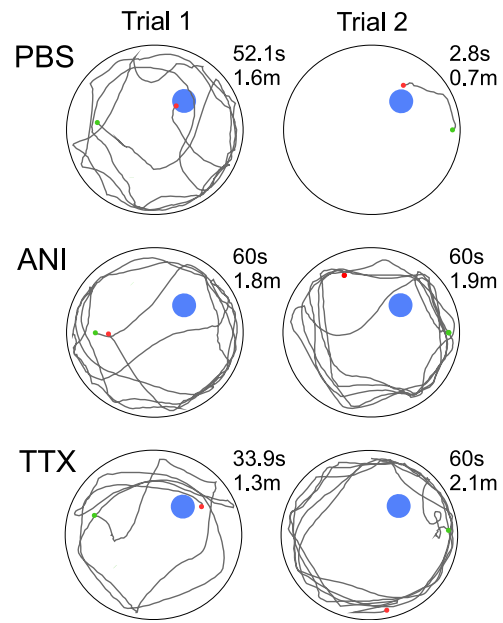 Trial 1 Trial 2
PBS 52.1s 2.8s
1.6m 0.7m
ANI 60s 60s
1.8m 1.9m
TTX 33.9s 60s
1.3m 2.1m